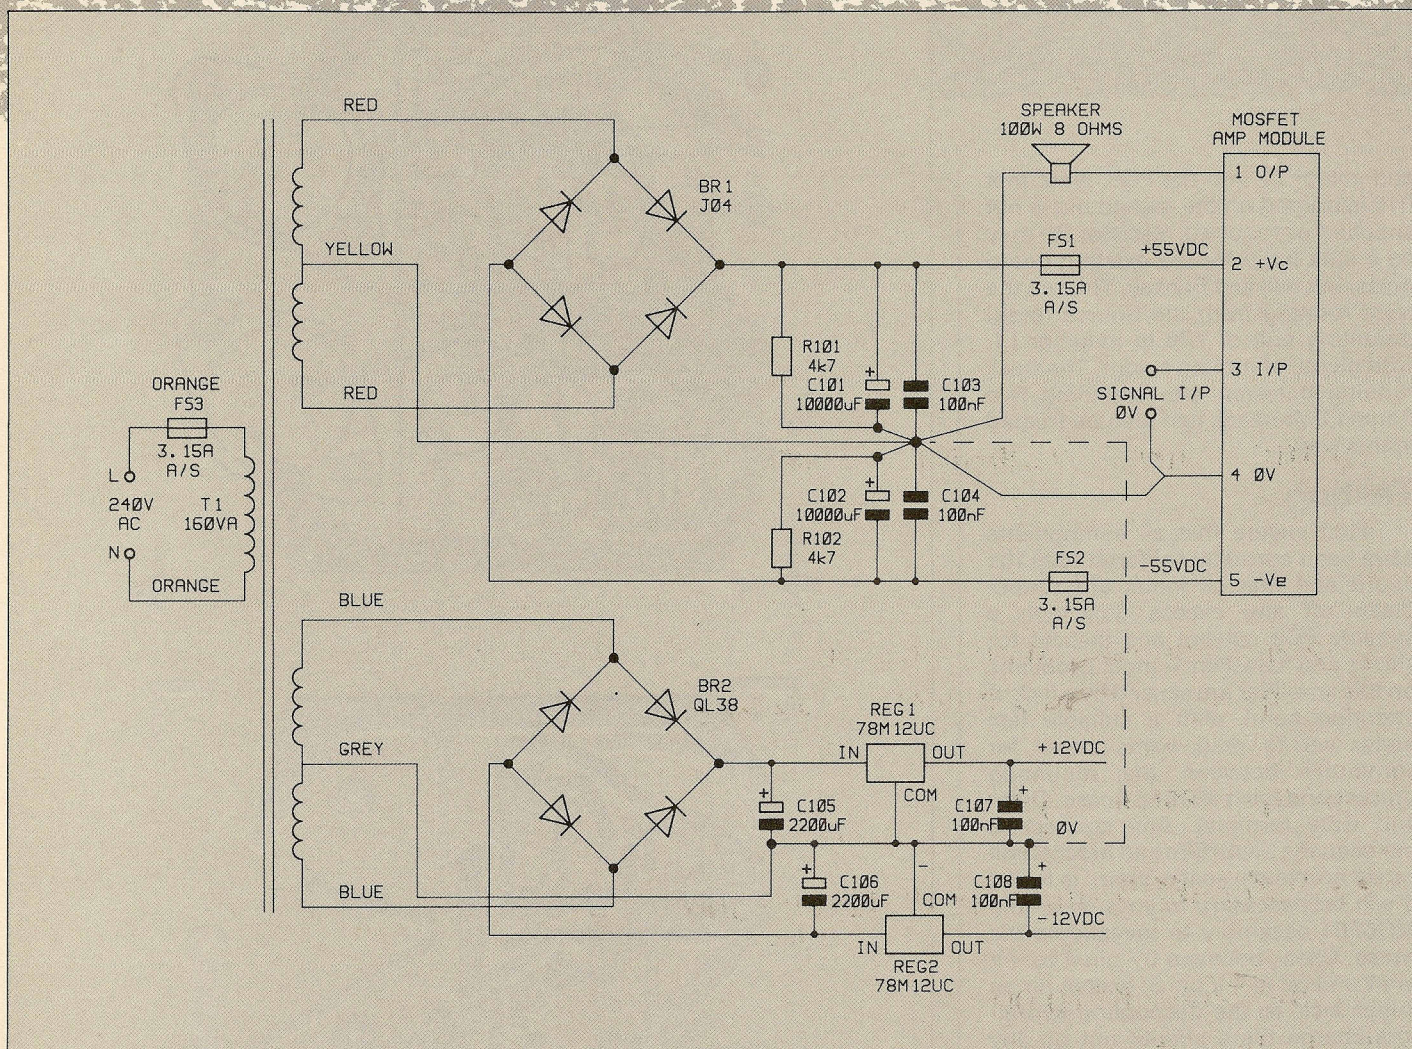 RED
YELLOW
RED
BR1
J04
SPEAKER
100W 8 OHMS
MOSFET
AMP MODULE
1 O/P
2 +Vc
3 I/P
4 0V
5 -Ve
FS1
3.15A
A/S
+55VDC
R101
4k7
+
C101
10000uF
C103
100nF
SIGNAL I/P
0V
ORANGE
FS3
3.15A
A/S
L
240V
AC
N
T1
160VA
ORANGE
+
C102
10000uF
C104
100nF
R102
4k7
FS2
3.15A
A/S
-55VDC
BLUE
GREY
BLUE
BR2
QL38
REG1
78M12UC
IN
OUT
COM
+12VDC
+
C105
2200uF
+
C107
100nF
0V
+
C106
2200uF
-
COM
+
C108
100nF
-12VDC
IN
OUT
REG2
78M12UC